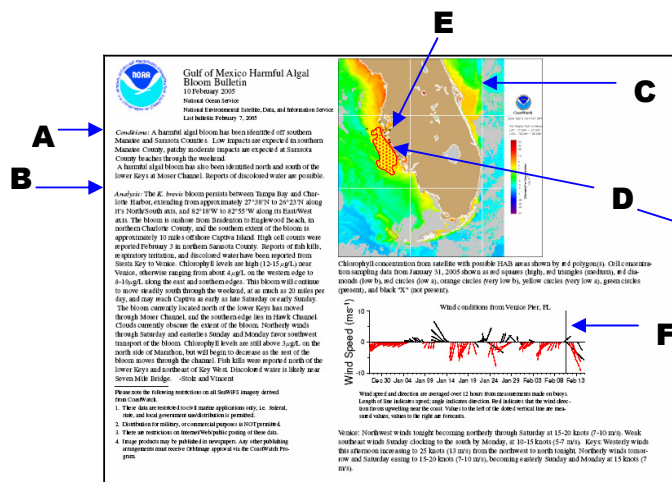 E
C
A
B
D
F
NOAA
Gulf of Mexico Harmful Algal
Bloom Bulletin
10 February 2005
National Ocean Service
National Environmental Satellite, Data, and Information Service
Last bulletin: February 7, 2005
Conditions: A harmful algal bloom has been identified off southern
Manatee and Sarasota Counties. Low impacts are expected in southern
Manatee County, patchy moderate impacts are expected at Sarasota
County beaches through the weekend.
A harmful algal bloom has also been identified north and south of the
lower Keys at Moser Channel. Reports of discolored water are possible.
Analysis: The K. brevis bloom persists between Tampa Bay and Char-
lotte Harbor, extending from approximately 27°38'N to 26°23'N along
it's North/South axis, and 82°18'W to 82°55'W along its East/West
axis. The bloom is onshore from Bradenton to Englewood Beach, in
northern Charlotte County, and the southern extent of the bloom is
approximately 10 miles offshore Captiva Island. High cell counts were
reported February 3 in northern Sarasota County. Reports of fish kills,
respiratory irritation, and discolored water have been reported from
Siesta Key to Venice. Chlorophyll levels are high (12-15 µg/L) near
Venice, otherwise ranging from about 4µg/L on the western edge to
8-10µg/L along the east and southern edges. This bloom will continue
to move steadily south through the weekend, at as much as 20 miles per
day, and may reach Captiva as early as late Saturday or early Sunday.
The bloom currently located north of the lower Keys has moved
through Moser Channel, and the southern edge lies in Hawk Channel.
Clouds currently obscure the extent of the bloom. Northerly winds
through Saturday and easterlies Sunday and Monday favor southwest
transport of the bloom. Chlorophyll levels are still above 3µg/L on the
north side of Marathon, but will begin to decrease as the rest of the
bloom moves through the channel. Fish kills were reported north of the
lower Keys and northeast of Key West. Discolored water is likely near
Seven Mile Bridge. -Stolz and Vincent
Please note the following restrictions on all SeaWiFS imagery derived
from CoastWatch.
1. These data are restricted to civil marine applications only; i.e. federal,
state, and local government use/distribution is permitted.
2. Distribution for military, or commercial purposes is NOT permitted.
3. There are restrictions on Internet/Web/public posting of these data.
4. Image products may be published in newspapers. Any other publishing
arrangements must receive OrbImage approval via the CoastWatch Pro-
gram.
CoastWatch
Chlorophyll concentration from satellite with possible HAB areas shown by red polygon(s). Cell concentra-
tion sampling data from January 31, 2005 shown as red squares (high), red triangles (medium), red dia-
monds (low b), red circles (low a), orange circles (very low b), yellow circles (very low a), green circles
(present), and black "X" (not present).
Wind conditions from Venice Pier, FL
Wind Speed (ms-1)
10
0
-10
Dec 30 Jan 04 Jan 09 Jan 14 Jan 19 Jan 24 Jan 29 Feb 03 Feb 08 Feb 13
Wind speed and direction are averaged over 12 hours from measurements made on buoys.
Length of line indicates speed; angle indicates direction. Red indicates that the wind direc-
tion favors upwelling near the coast. Values to the left of the dotted vertical line are mea-
sured values; values to the right are forecasts.
Venice: Northwest winds tonight becoming northerly through Saturday at 15-20 knots (7-10 m/s). Weak
southeast winds Sunday clocking to the south by Monday, at 10-15 knots (5-7 m/s). Keys: Westerly winds
this afternoon increasing to 25 knots (13 m/s) from the northwest to north tonight. Northerly winds tomor-
row and Saturday easing to 15-20 knots (7-10 m/s), becoming easterly Sunday and Monday at 15 knots (7
m/s).